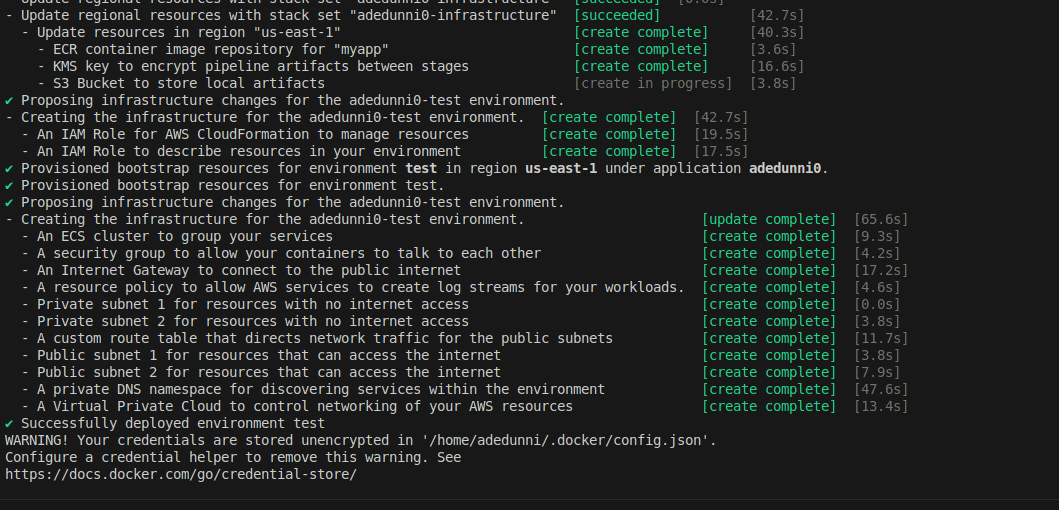 - Update regional resources with stack set "adedunni0-infrastructure"  [succeeded]  [0.0s]
- Update regional resources with stack set "adedunni0-infrastructure"  [succeeded]           [42.7s]
  - Update resources in region "us-east-1"                             [create complete]     [40.3s]
    - ECR container image repository for "myapp"                       [create complete]     [3.6s]
    - KMS key to encrypt pipeline artifacts between stages             [create complete]     [16.6s]
    - S3 Bucket to store local artifacts                               [create in progress]  [3.8s]
✔ Proposing infrastructure changes for the adedunni0-test environment.
- Creating the infrastructure for the adedunni0-test environment.  [create complete]  [42.7s]
  - An IAM Role for AWS CloudFormation to manage resources         [create complete]  [19.5s]
  - An IAM Role to describe resources in your environment          [create complete]  [17.5s]
✔ Provisioned bootstrap resources for environment test in region us-east-1 under application adedunni0.
✔ Provisioned bootstrap resources for environment test.
✔ Proposing infrastructure changes for the adedunni0-test environment.
- Creating the infrastructure for the adedunni0-test environment.                      [update complete]  [65.6s]
  - An ECS cluster to group your services                                              [create complete]  [9.3s]
  - A security group to allow your containers to talk to each other                    [create complete]  [4.2s]
  - An Internet Gateway to connect to the public internet                              [create complete]  [17.2s]
  - A resource policy to allow AWS services to create log streams for your workloads.  [create complete]  [4.6s]
  - Private subnet 1 for resources with no internet access                             [create complete]  [0.0s]
  - Private subnet 2 for resources with no internet access                             [create complete]  [3.8s]
  - A custom route table that directs network traffic for the public subnets           [create complete]  [11.7s]
  - Public subnet 1 for resources that can access the internet                         [create complete]  [3.8s]
  - Public subnet 2 for resources that can access the internet                         [create complete]  [7.9s]
  - A private DNS namespace for discovering services within the environment            [create complete]  [47.6s]
  - A Virtual Private Cloud to control networking of your AWS resources                [create complete]  [13.4s]
✔ Successfully deployed environment test
WARNING! Your credentials are stored unencrypted in '/home/adedunni/.docker/config.json'.
Configure a credential helper to remove this warning. See
https://docs.docker.com/go/credential-store/